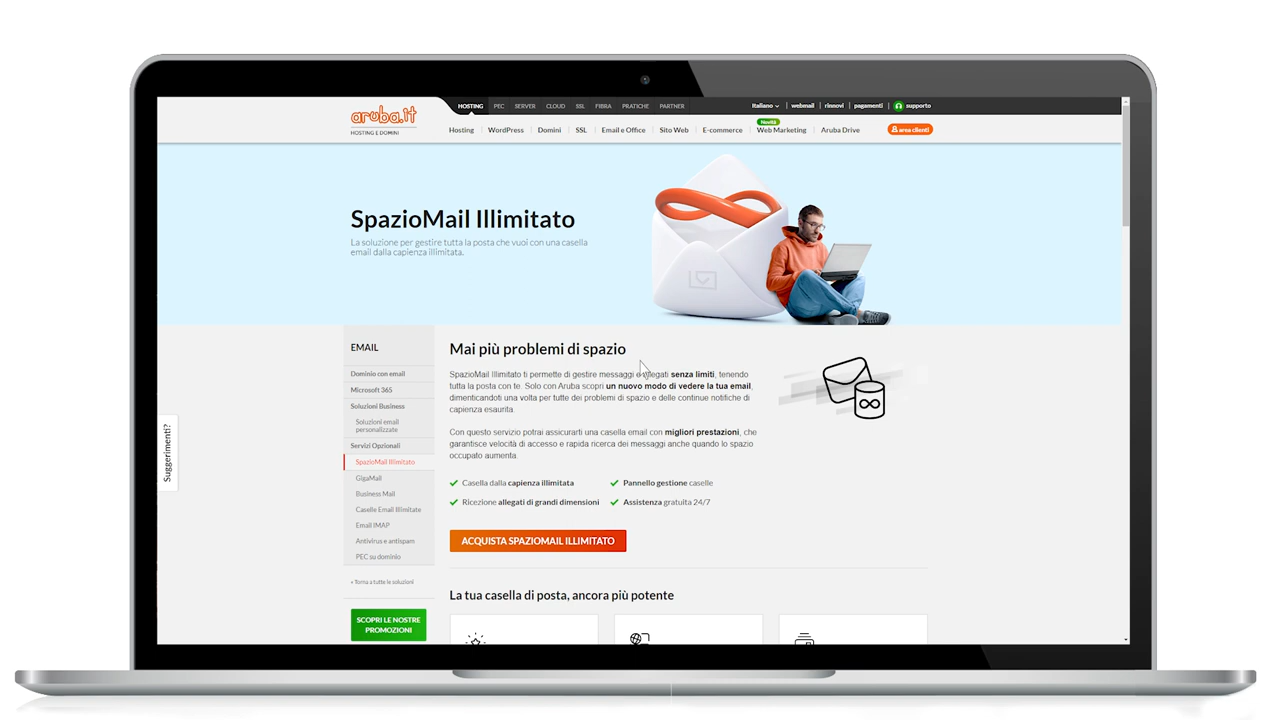 aruba.it
HOSTING E DOMINI
HOSTING PEC SERVER CLOUD SSL FIBRA PRATICHE PARTNER
Italiano webmail rinnovi pagamenti supporto
Novità
Hosting WordPress Domini SSL Email e Office Sito Web E-commerce Web Marketing Aruba Drive area clienti
SpazioMail Illimitato
La soluzione per gestire tutta la posta che vuoi con una casella
email dalla capienza illimitata.
Suggerimenti?
EMAIL
Dominio con email
Microsoft 365
Soluzioni Business
Soluzioni email
personalizzate
Servizi Opzionali
SpazioMail Illimitato
GigaMail
Business Mail
Caselle Email Illimitate
Email IMAP
Antivirus e antispam
PEC su dominio
« Torna a tutte le soluzioni
SCOPRI LE NOSTRE
PROMOZIONI
Mai più problemi di spazio
SpazioMail Illimitato ti permette di gestire messaggi e allegati senza limiti, tenendo
tutta la posta con te. Solo con Aruba scopri un nuovo modo di vedere la tua email,
dimenticandoti una volta per tutte dei problemi di spazio e delle continue notifiche di
capienza esaurita.
Con questo servizio potrai assicurarti una casella email con migliori prestazioni, che
garantisce velocità di accesso e rapida ricerca dei messaggi anche quando lo spazio
occupato aumenta.
Casella dalla capienza illimitata
Pannello gestione caselle
Ricezione allegati di grandi dimensioni
Assistenza gratuita 24/7
ACQUISTA SPAZIOMAIL ILLIMITATO
La tua casella di posta, ancora più potente